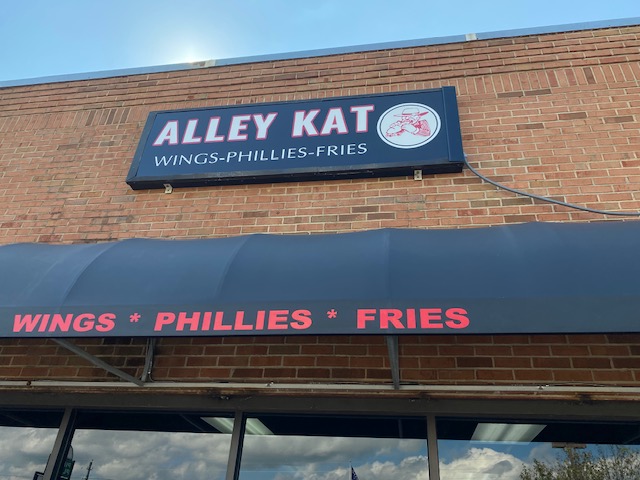 ALLEY KAT
WINGS-PHILLIES-FRIES
WINGS * PHILLIES * FRIES